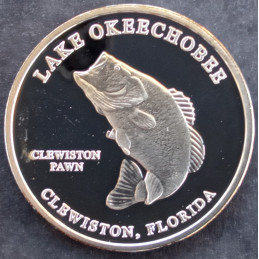 LAKE OKEECHOBEE
CLEWISTON
PAWN
CLEWISTON, FLORIDA